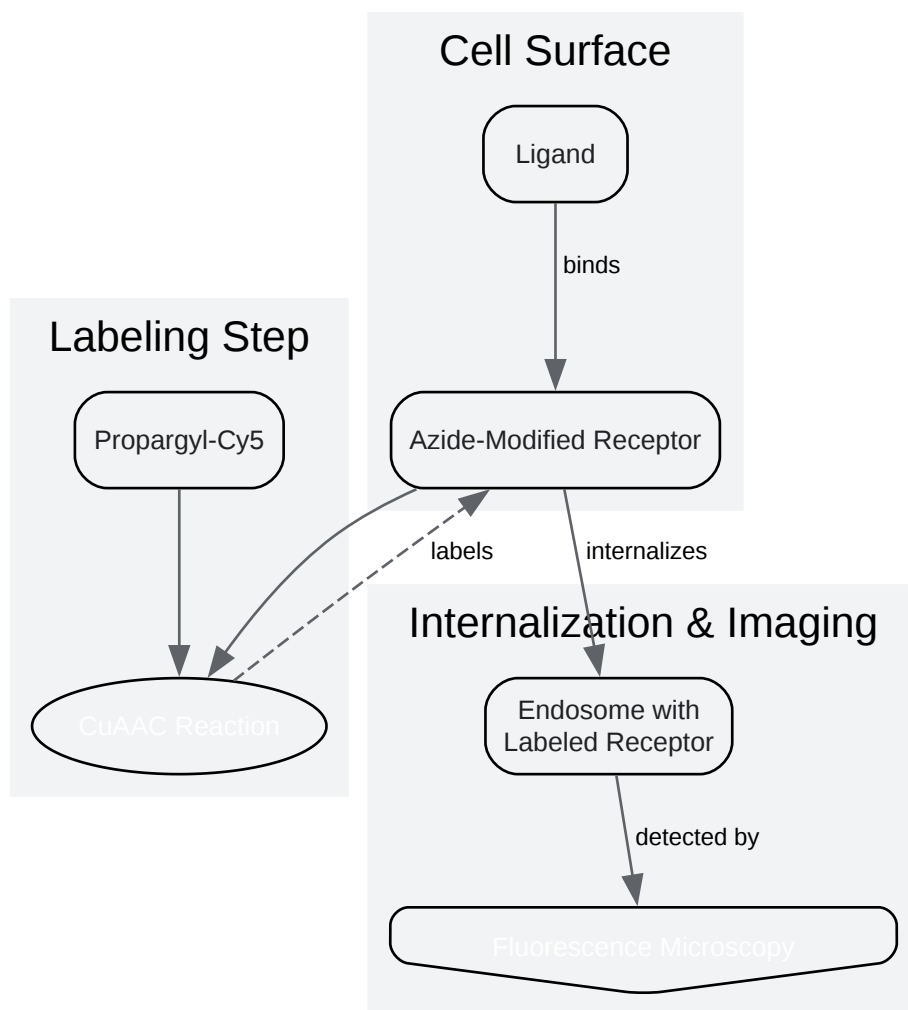 Cell Surface
Ligand
binds
Labeling Step
Propargyl-Cy5
Azide-Modified Receptor
labels
internalizes
Internalization & Imaging
CuAAC Reaction
Endosome with
Labeled Receptor
detected by
Fluorescence Microscopy